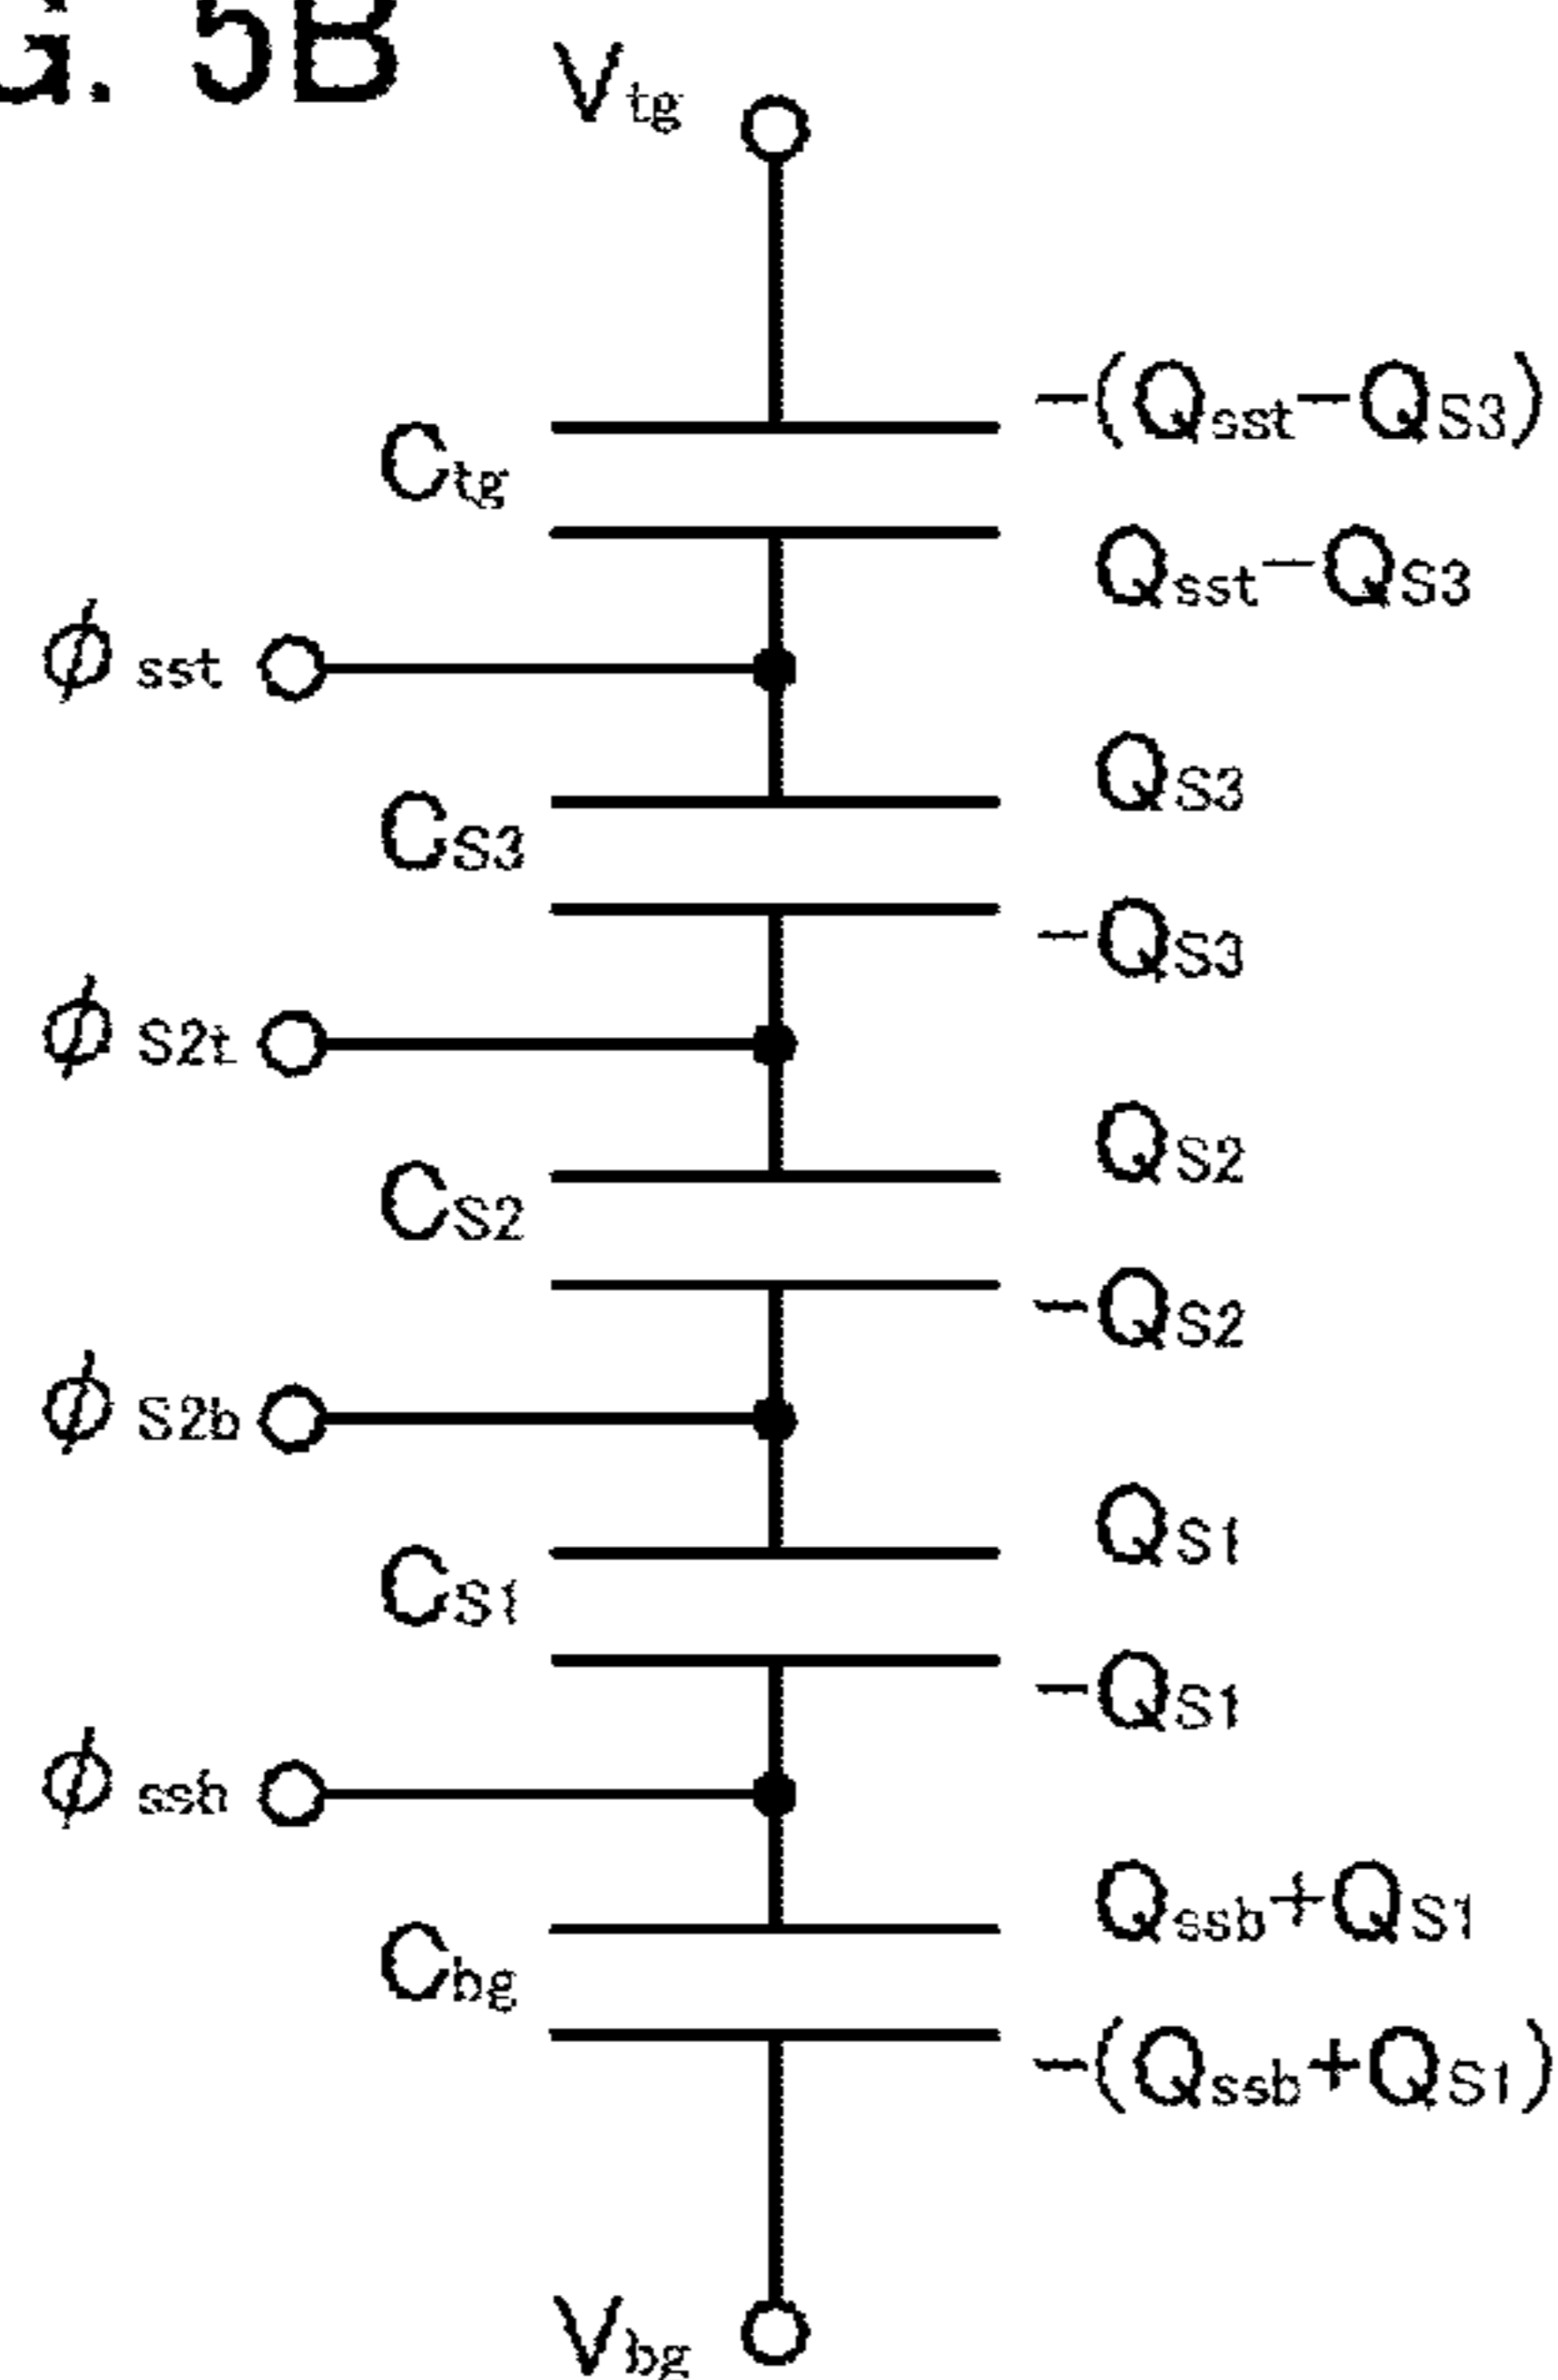 G. 5B
Vtg
-(Qsst-QS3)
Ctg
Qsst-QS3
φsst
QS3
CS3
-QS3
φS2t
QS2
CS2
-QS2
φS2b
QS1
CS1
-QS1
φssb
Qssb+QS1
Cbg
-(Qssb+QS1)
Vbg